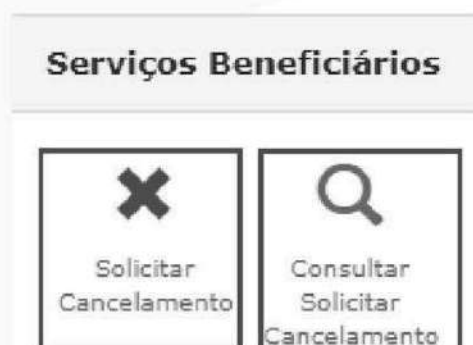 Serviços Beneficiários
Solicitar
Cancelamento
Consultar
Solicitar
Cancelamento